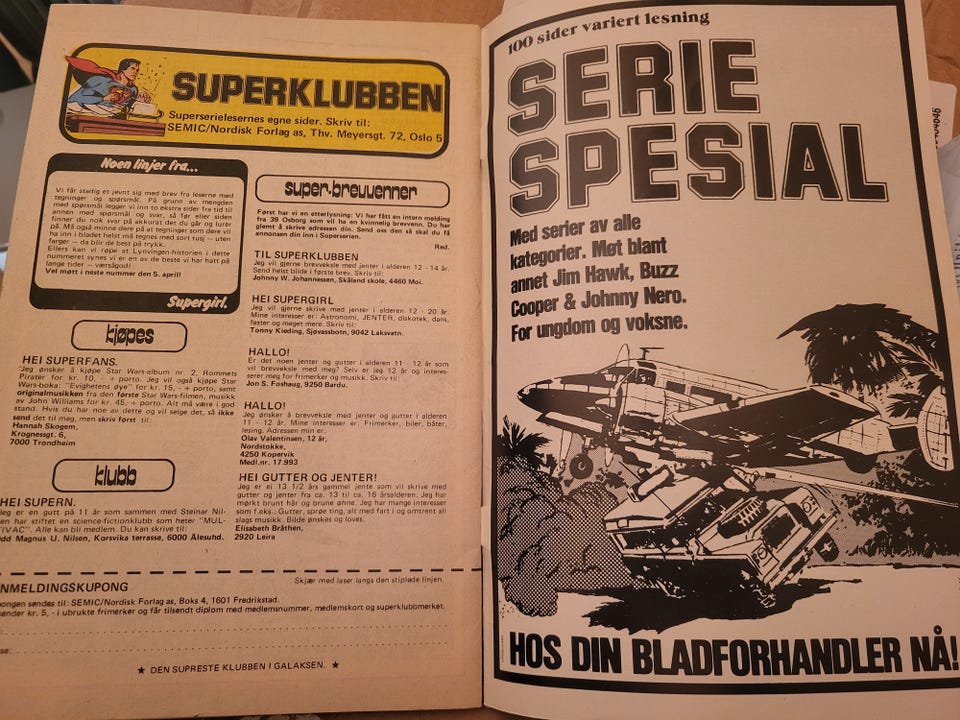 SUPERKLUBBEN
Superserielesernes egne sider. Skriv til:
SEMIC/Nordisk Forlag as, Thv. Meyersgt. 72, Oslo 5
Noen linjer fra...
Vi får stadig et jevnt sig med brev fra leserne med
tegninger og spørsmål. På grunn av mengden
med spørsmål legger vi inn to ekstra sider fra tid til
annen med spørsmål og svar, så før eller siden
finner du nok svar på akkurat det du går og lurer
på. Må også minne dere på at tegninger som dere vil
ha inn i bladet helst må tegnes med sort tusj — uten
farger — da blir de best på trykk.
Ellers kan vi røpe at Lynvingen-historien i dette
nummeret synes vi er en av de beste vi har hatt på
lange tider — værsågod!
Vel møtt i neste nummer den 5. april!
Supergirl.
kjøpes
HEI SUPERFANS.
Jeg ønsker å kjøpe Star Wars-album nr. 2, Rommets
Pirater for kr. 10, - + porto. Jeg vil også kjøpe Star
Wars-boka: "Evighetens øye" for kr. 15, - + porto, samt
originalmusikken fra den første Star Wars-filmen, musikk
av John Williams for kr. 45,- + porto. Alt må være i god
stand. Hvis du har noe av dette og vil selge det, så ikke
send det til meg, men skriv først til:
Hannah Skogem,
Krognessgt. 6,
7000 Trondheim
klubb
HEI SUPERN.
Jeg er en gutt på 11 år som sammen med Steinar Nil-
en har stiftet en science-fictionklubb som heter "MUL-
TIVAC". Alle kan bli medlem. Du kan skrive til:
Odd Magnus U. Nilsen, Korsvika terrasse, 6000 Ålesuhd.
super-brevvenner
Først har vi en etterlysning: Vi har fått en intern melding
fra 39 Osborg som vil ha en kvinnelig brevvenn. Du har
glemt å skrive adressen din. Send oss den så skal du få
annonsen din inn i Superserien.
Red.
TIL SUPERKLUBBEN
Jeg vil gjerne brevveksle med jenter i alderen 12 - 14 år.
Send helst bilde i første brev. Skriv til:
Johnny W. Johannessen, Skåland skole, 4460 Moi.
HEI SUPERGIRL
Jeg vil gjerne skrive med jenter i alderen 12 - 20 år.
Mine interesser er: Astronomi, JENTER, diskotek, dans,
fester og meget mere. Skriv til:
Tonny Kieding, Sjøvassbotn, 9042 Laksvetn.
HALLO!
Er det noen jenter og gutter i alderen 11 - 12 år som
vil brevveksle med meg? Selv er jeg 12 år og interes-
serer meg for frimerker og musikk. Skriv til:
Jon S. Foshaug, 9250 Bardu.
HALLO!
Jeg ønsker å brevveksle med jenter og gutter i alderen
11 - 12 år. Mine interesser er: Frimerker, biler, båter,
lesing. Adressen min er:
Olav Valentinsen, 12 år,
Nordstokke,
4250 Kopervik
Medl.nr. 17.993
HEI GUTTER OG JENTER!
Jeg er ei 13 1/2 års gammel jente som vil skrive med
gutter og jenter fra ca. 13 til ca. 16 årsalderen. Jeg har
mørkt brunt hår og brune øhne. Jeg har mange interesser
som f.eks.: Gutter, sprøe ting, alt med fart i og omtrent all
slags musikk. Bilde ønskes og loves.
Elisabeth Bråthen,
2920 Leira
Skjær med laser langs den stiplede linjen.
NMELDINGSKUPONG
pongen sendes til: SEMIC/Nordisk Forlag as, Boks 4, 1601 Fredrikstad.
sender kr. 5, - i ubrukte frimerker og får tilsendt diplom med medlemsnummer, medlemskort og superklubbmerket.
★ DEN SUPRESTE KLUBBEN I GALAKSEN. ★
100 sider variert lesning
SERIE
SPESIAL
Med serier av alle
kategorier. Møt blant
annet Jim Hawk, Buzz
Cooper & Johnny Nero.
For ungdom og voksne.
HOS DIN BLADFORHANDLER NÅ!